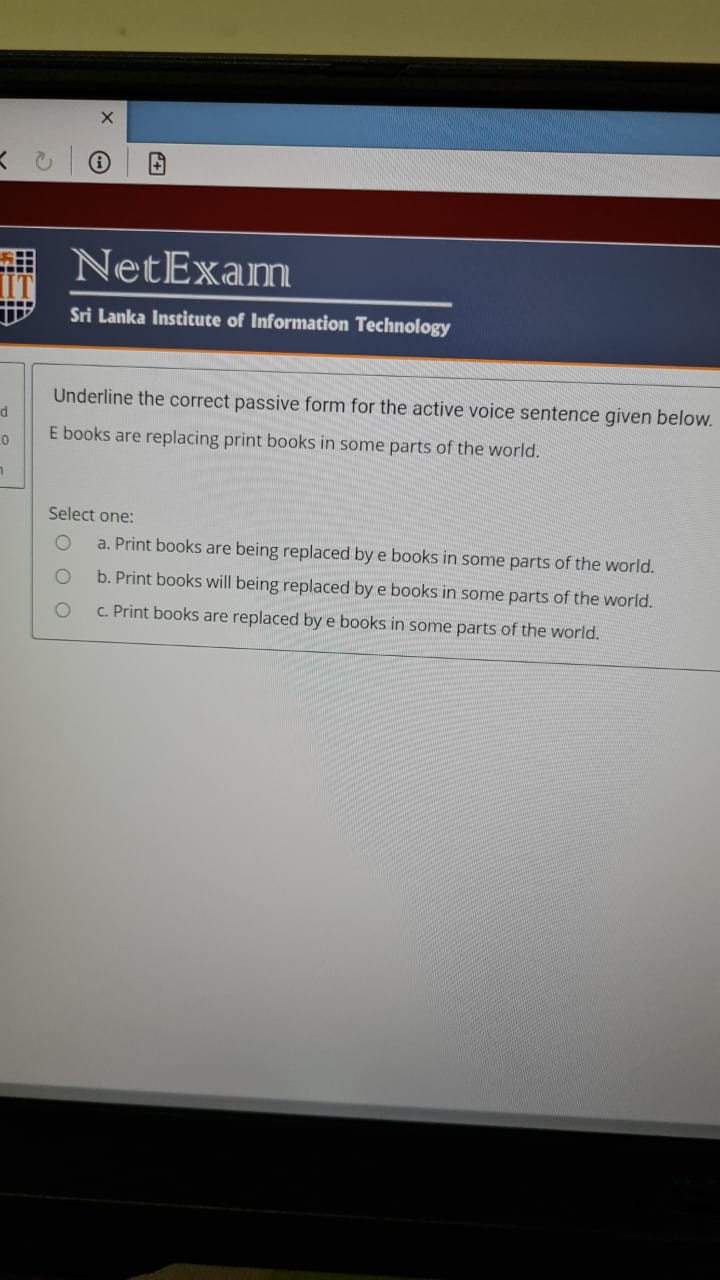 NetExam
IIT
Sri Lanka Institute of Information Technology
Underline the correct passive form for the active voice sentence given below.
E books are replacing print books in some parts of the world.
Select one:
a. Print books are being replaced by e books in some parts of the world.
b. Print books will being replaced by e books in some parts of the world.
c. Print books are replaced by e books in some parts of the world.